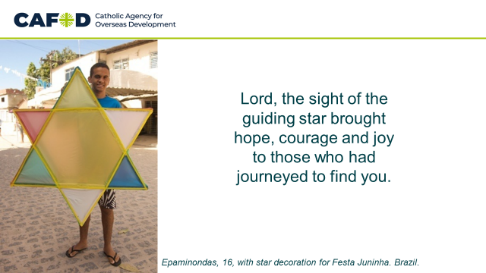 CAFOD
Catholic Agency for
Overseas Development
Lord, the sight of the
guiding star brought
hope, courage and joy
to those who had
journeyed to find you.
Epaminondas, 16, with star decoration for Festa Juninha. Brazil.